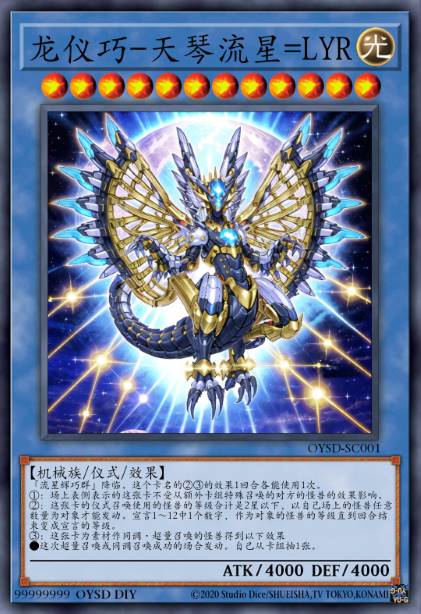 龙仪巧-天琴流星=LYR
光
OYSD-SC001
【机械族/仪式/效果】
「流星辉巧群」降临。这个卡名的②③的效果1回合各能使用1次。
①：场上表侧表示的这张卡不受从额外卡组特殊召唤的对方的怪兽的效果影响。
②：这张卡的仪式召唤使用的怪兽的等级合计是2星以下，以自己场上的怪兽任意
数量为对象才能发动。宣言1～12中1个数字，作为对象的怪兽的等级直到回合结
束变成宣言的等级。
③：这张卡为素材作同调·超量召唤的怪兽得到以下效果
●这次超量召唤或同调召唤成功的场合发动。自己从卡组抽1张。
ATK/4000 DEF/4000
99999999 OYSD DIY
©2020 Studio Dice/SHUEISHA,TV TOKYO,KONAMI